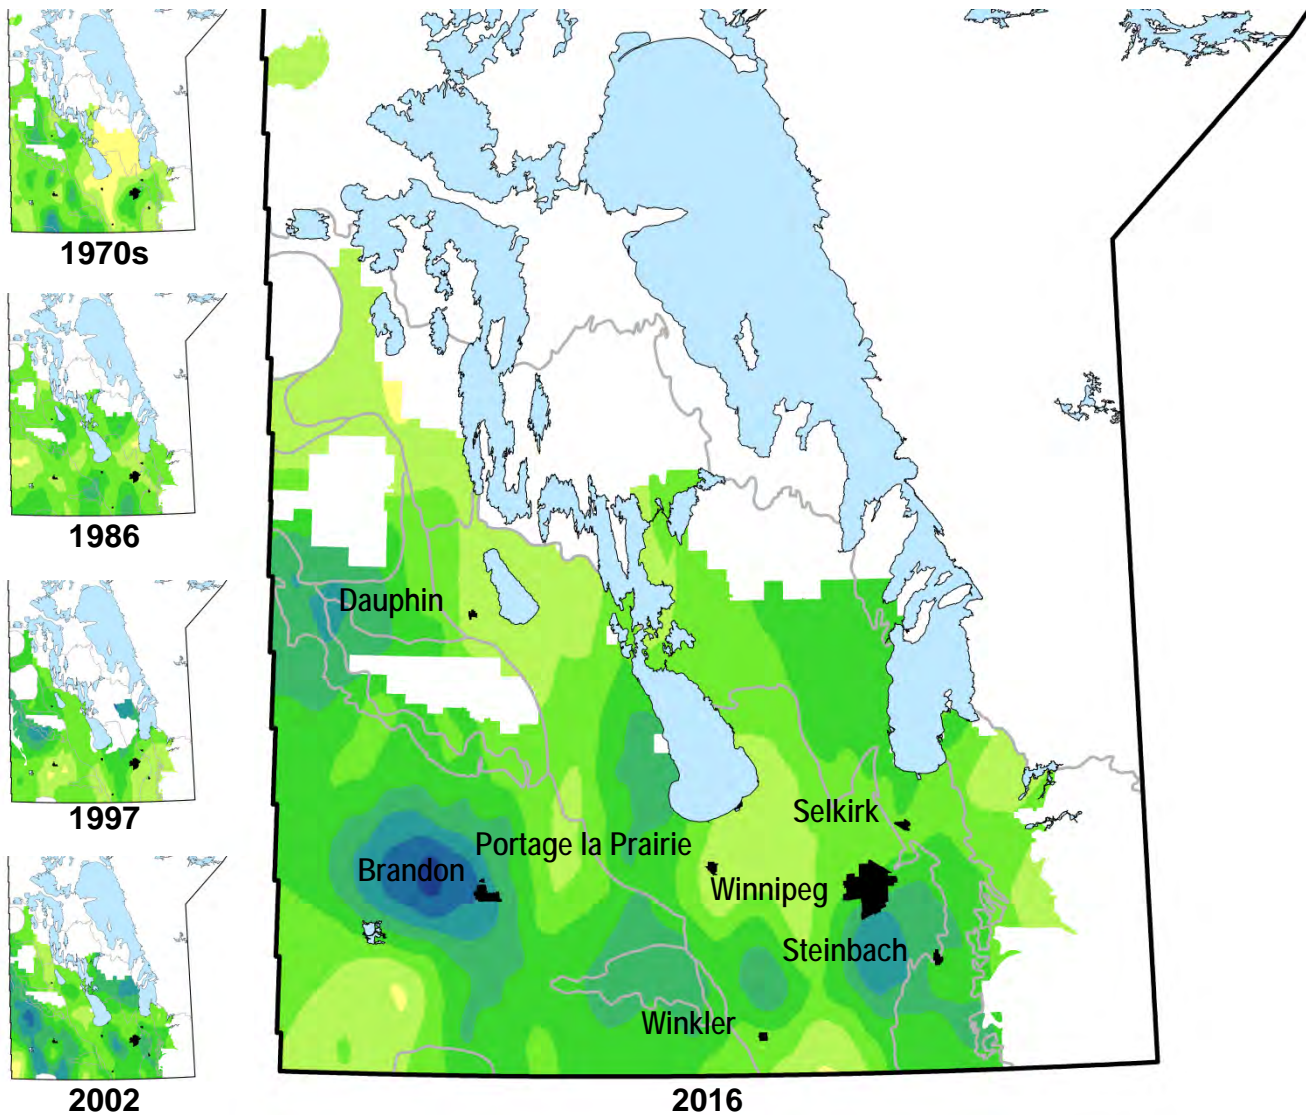 1970s
1986
1997
2002
Dauphin
Selkirk
Portage la Prairie
Brandon
Winnipeg
Steinbach
Winkler
2016